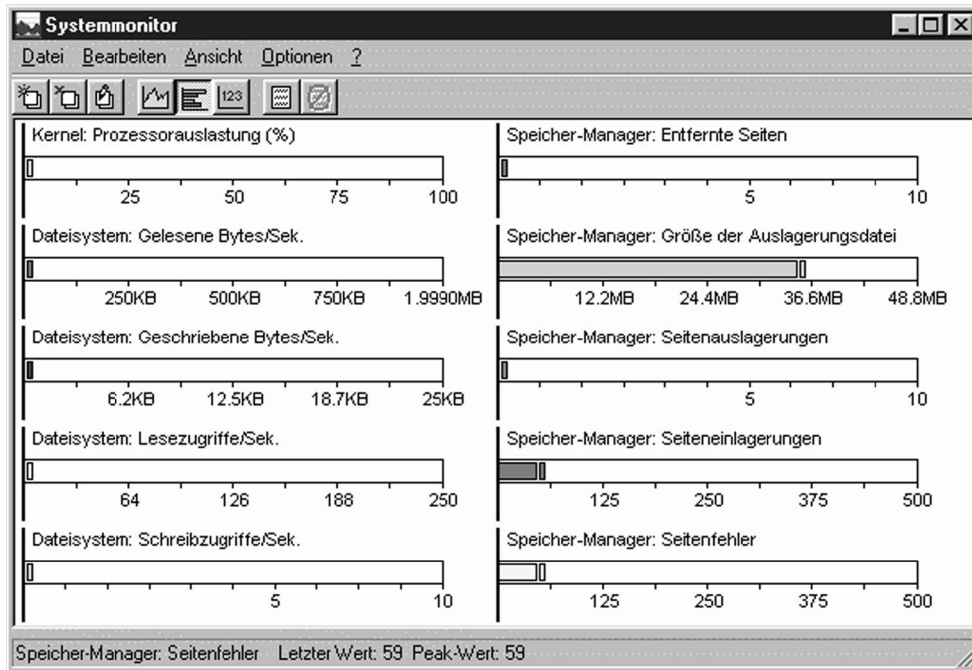 Systemmonitor
Datei Bearbeiten Ansicht Optionen ?
123
Kernel: Prozessorauslastung (%)
25 50 75 100
Dateisystem: Gelesene Bytes/Sek.
250KB 500KB 750KB 1.9990MB
Dateisystem: Geschriebene Bytes/Sek.
6.2KB 12.5KB 18.7KB 25KB
Dateisystem: Lesezugriffe/Sek.
64 126 188 250
Dateisystem: Schreibzugriffe/Sek.
5 10
Speicher-Manager: Entfernte Seiten
5 10
Speicher-Manager: Größe der Auslagerungsdatei
12.2MB 24.4MB 36.6MB 48.8MB
Speicher-Manager: Seitenauslagerungen
5 10
Speicher-Manager: Seiteneinlagerungen
125 250 375 500
Speicher-Manager: Seitenfehler
125 250 375 500
Speicher-Manager: Seitenfehler Letzter Wert: 59 Peak-Wert: 59